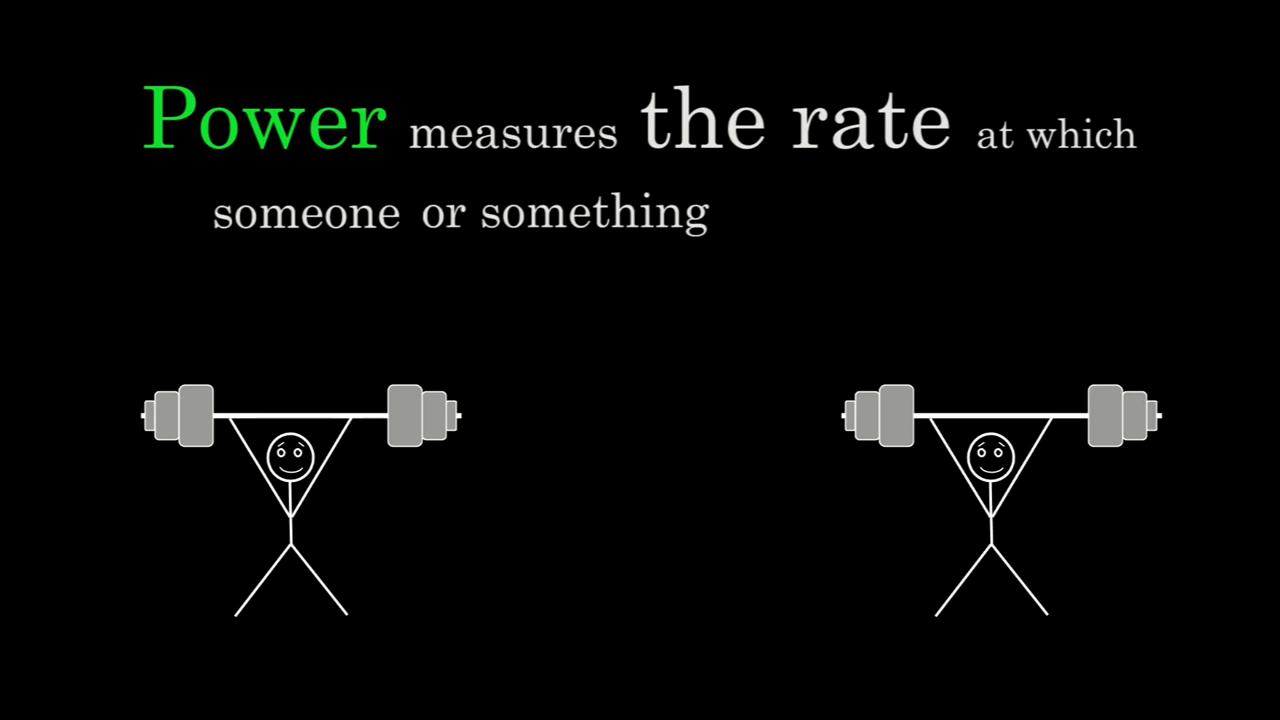 Power measures the rate at which
someone or something